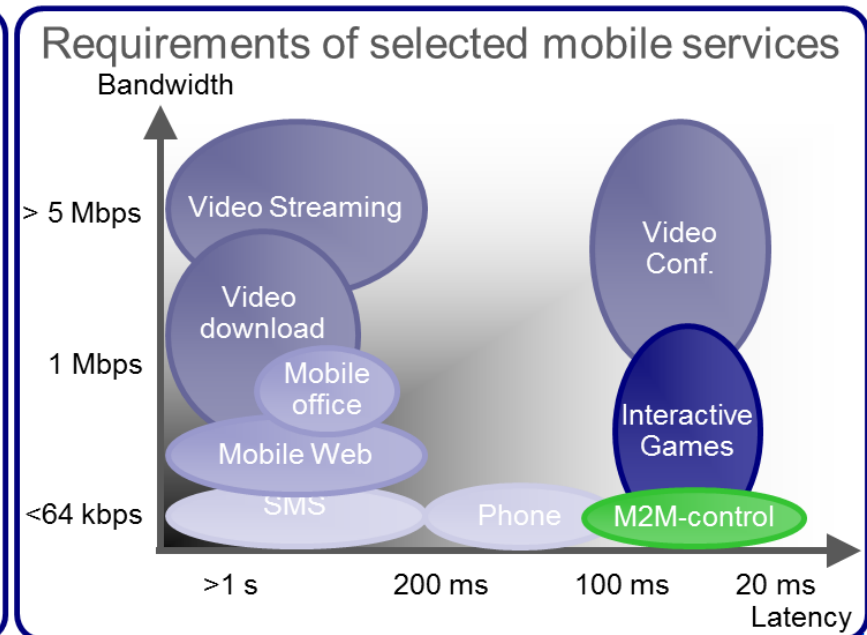 Requirements of selected mobile services
Bandwidth
> 5 Mbps
Video Streaming
Video
Conf.
Video
download
1 Mbps
Mobile
office
Interactive
Games
Mobile Web
<64 kbps
SMS
Phone
M2M-control
>1 s
200 ms
100 ms
20 ms
Latency